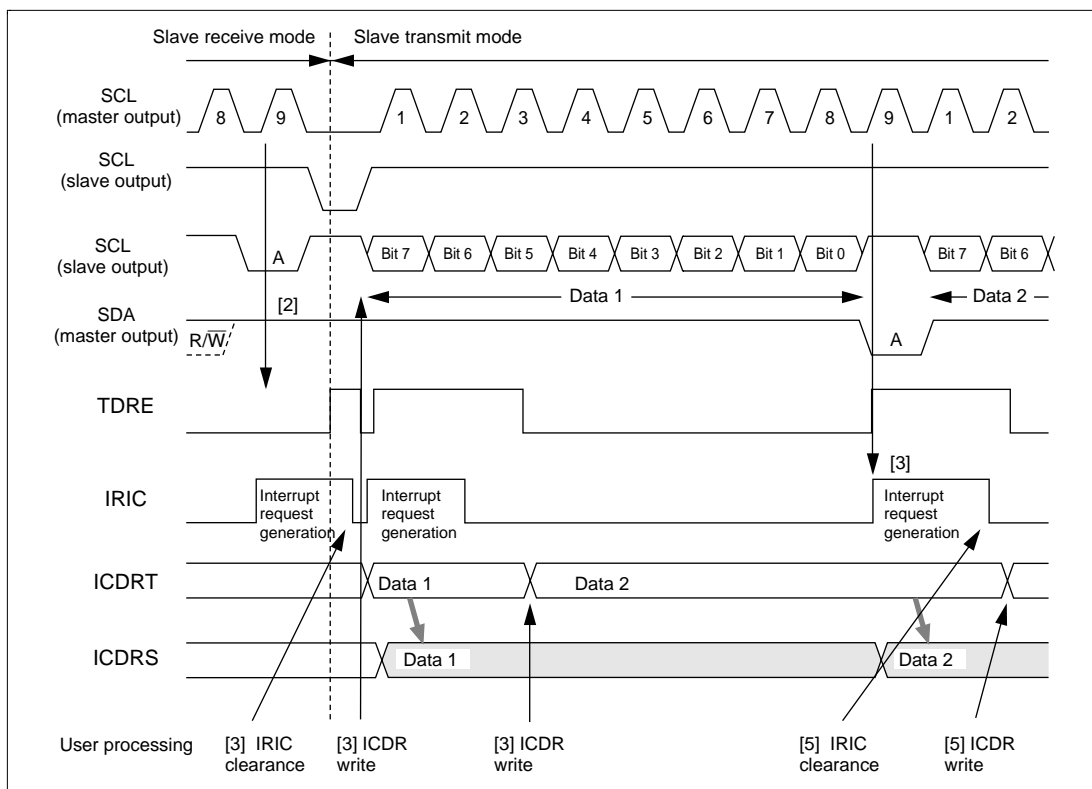 Slave receive mode
Slave transmit mode
SCL
(master output)
8 9 1 2 3 4 5 6 7 8 9 1 2
SCL
(slave output)
SCL
(slave output)
A
Bit 7 Bit 6 Bit 5 Bit 4 Bit 3 Bit 2 Bit 1 Bit 0 Bit 7 Bit 6
[2]
Data 1
Data 2
SDA
(master output)
R/W̅
A
TDRE
[3]
IRIC
Interrupt
request
generation
Interrupt
request
generation
Interrupt
request
generation
ICDRT
Data 1
Data 2
ICDRS
Data 1
Data 2
User processing
[3] IRIC
clearance
[3] ICDR
write
[3] ICDR
write
[5] IRIC
clearance
[5] ICDR
write